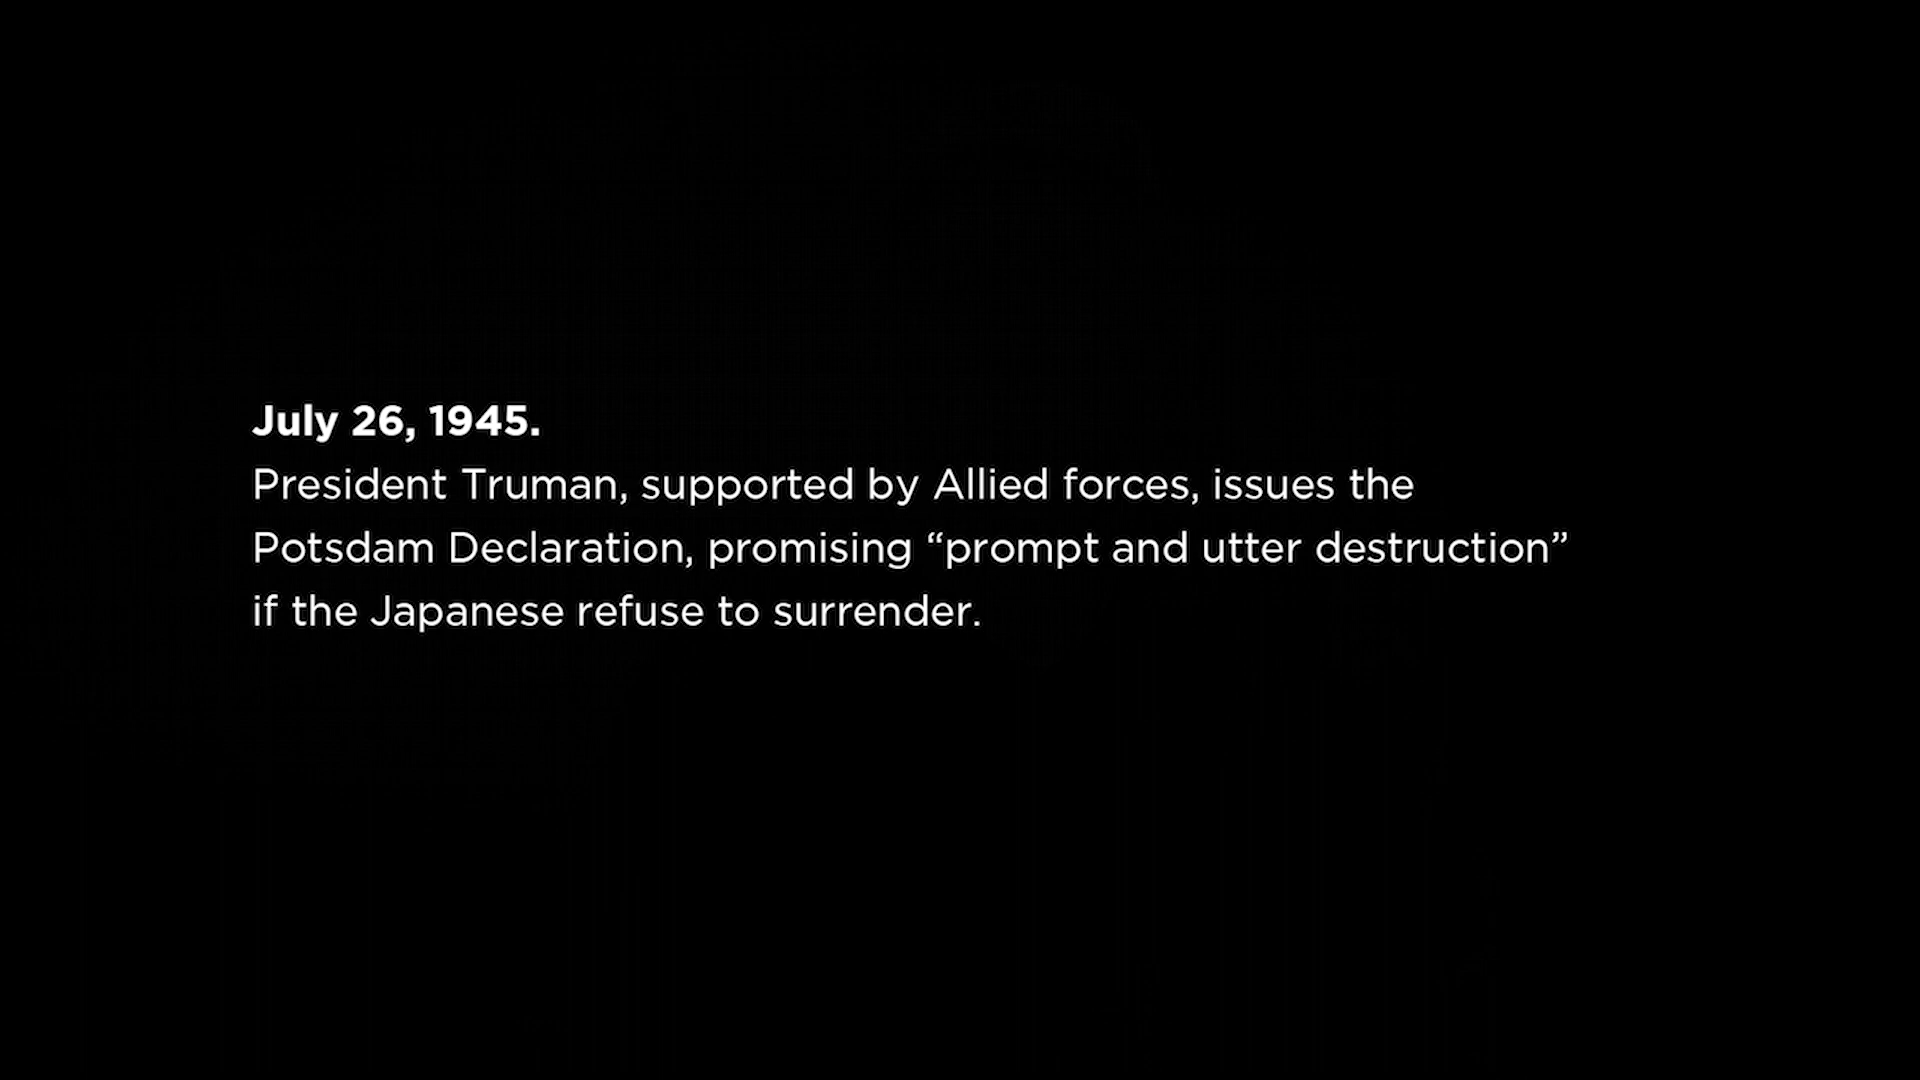 July 26, 1945.
President Truman, supported by Allied forces, issues the
Potsdam Declaration, promising “prompt and utter destruction”
if the Japanese refuse to surrender.